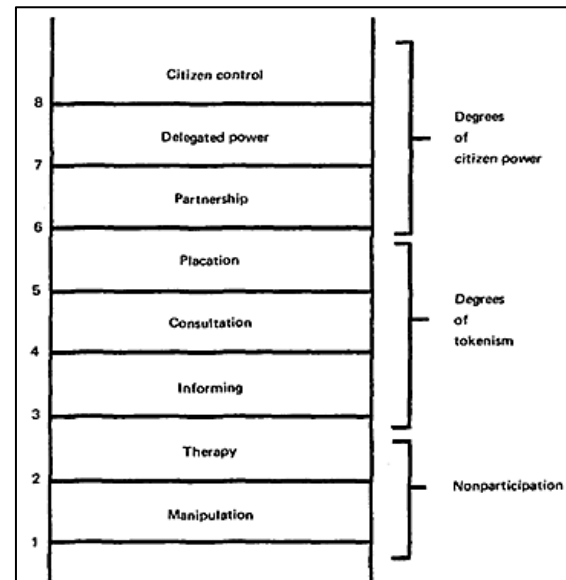 Citizen control
8
Delegated power
7
Partnership
6
Placation
5
Consultation
4
Informing
3
Therapy
2
Manipulation
1
Degrees
of
citizen power
Degrees
of
tokenism
Nonparticipation